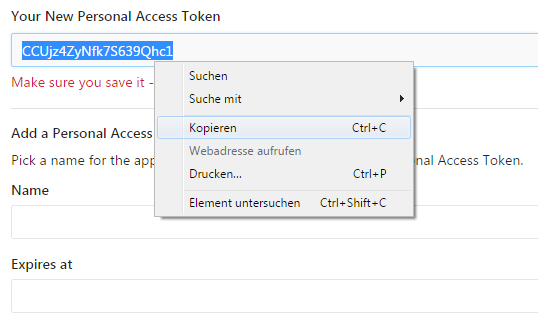 Your New Personal Access Token
CCUjz4ZyNfk7S639Qhc1
Make sure you save it -
Suchen
Suche mit
Add a Personal Access
Kopieren Ctrl+C
Webadresse aufrufen
Pick a name for the app
nal Access Token.
Drucken... Ctrl+P
Name
Element untersuchen Ctrl+Shift+C
Expires at